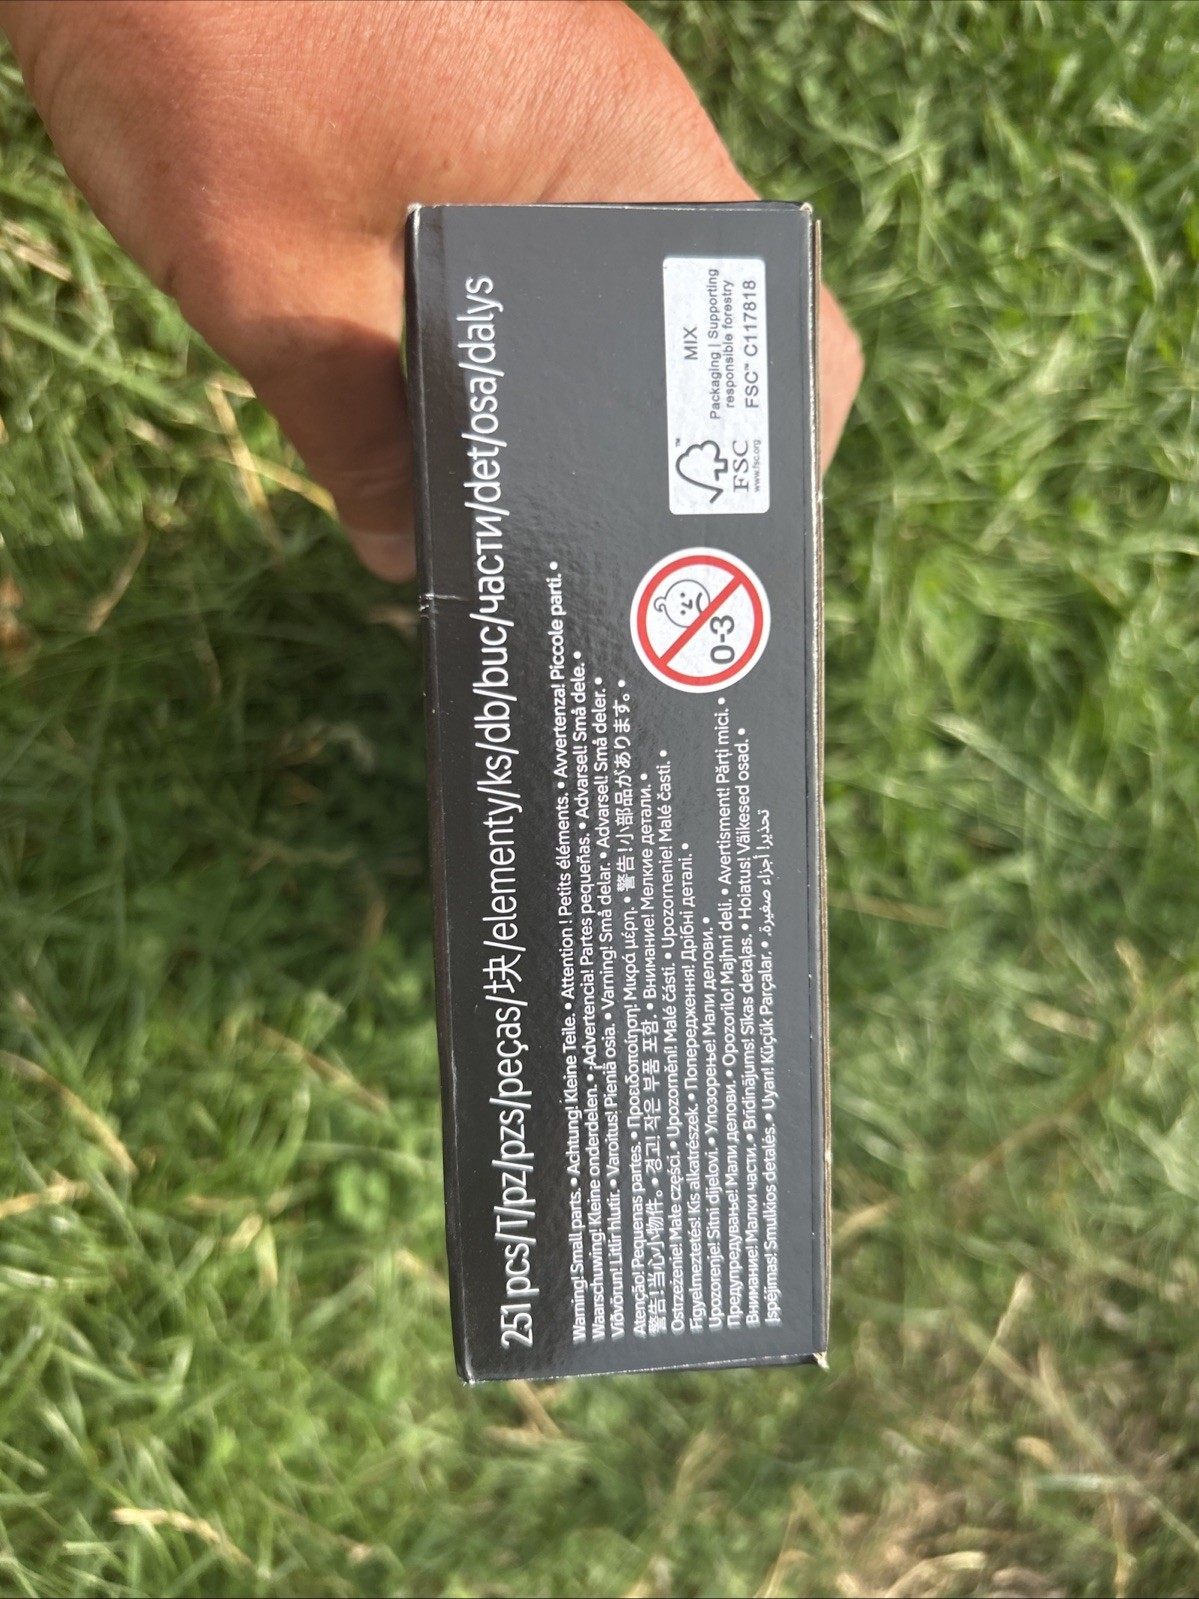 251 pcs/T/pz/pzs/peças/块/elementy/ks/db/buc/части/det/osa/dalys
Warning! Small parts. • Achtung! Kleine Teile. • Attention ! Petits éléments. • Avvertenza! Piccole parti. •
Waarschuwing! Kleine onderdelen. • ¡Advertencia! Partes pequeñas. • Advarsel! Små dele. •
Viðvörun! Litlir hlutir. • Varoitus! Pieniä osia. • Varning! Små delar. • Advarsel! Små deler. •
Atenção! Pequenas partes. • Προειδοποίηση! Μικρά μέρη. • 警告!小部品があります。 •
警告!当心小物件。 • 경고! 작은 부품 포함. • Внимание! Мелкие детали. •
Ostrzeżenie! Małe części. • Upozornění! Malé části. • Upozornenie! Malé časti. •
Figyelmeztetés! Kis alkatrészek. • Попередження! Дрібні деталі. •
Upozorenje! Sitni dijelovi. • Упозорење! Мали делови. •
Предупредување! Мали делови. • Opozorilo! Majhni deli. • Avertisment! Părți mici. •
Внимание! Малки части. • Brīdinājums! Sīkas detaļas. • Hoiatus! Väikesed osad. •
Įspėjimas! Smulkios detalės. • Uyarı! Küçük Parçalar. • تحذير! أجزاء صغيرة.
0-3
FSC
™
www.fsc.org
MIX
Packaging | Supporting
responsible forestry
FSC™ C117818